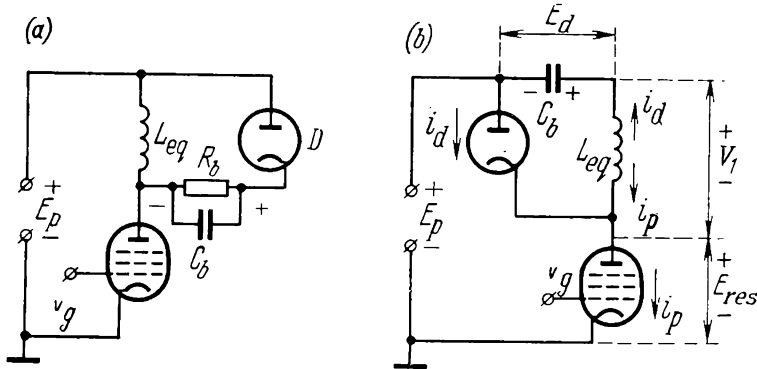 (a)
L_eq
R_b
D
−
+
C_b
+
E_p
−
v_g
(b)
E_d
−
+
C_b
i_d
i_d
L_eq
+
V_1
−
+
E_p
−
i_p
v_g
i_p
+
E_res
−